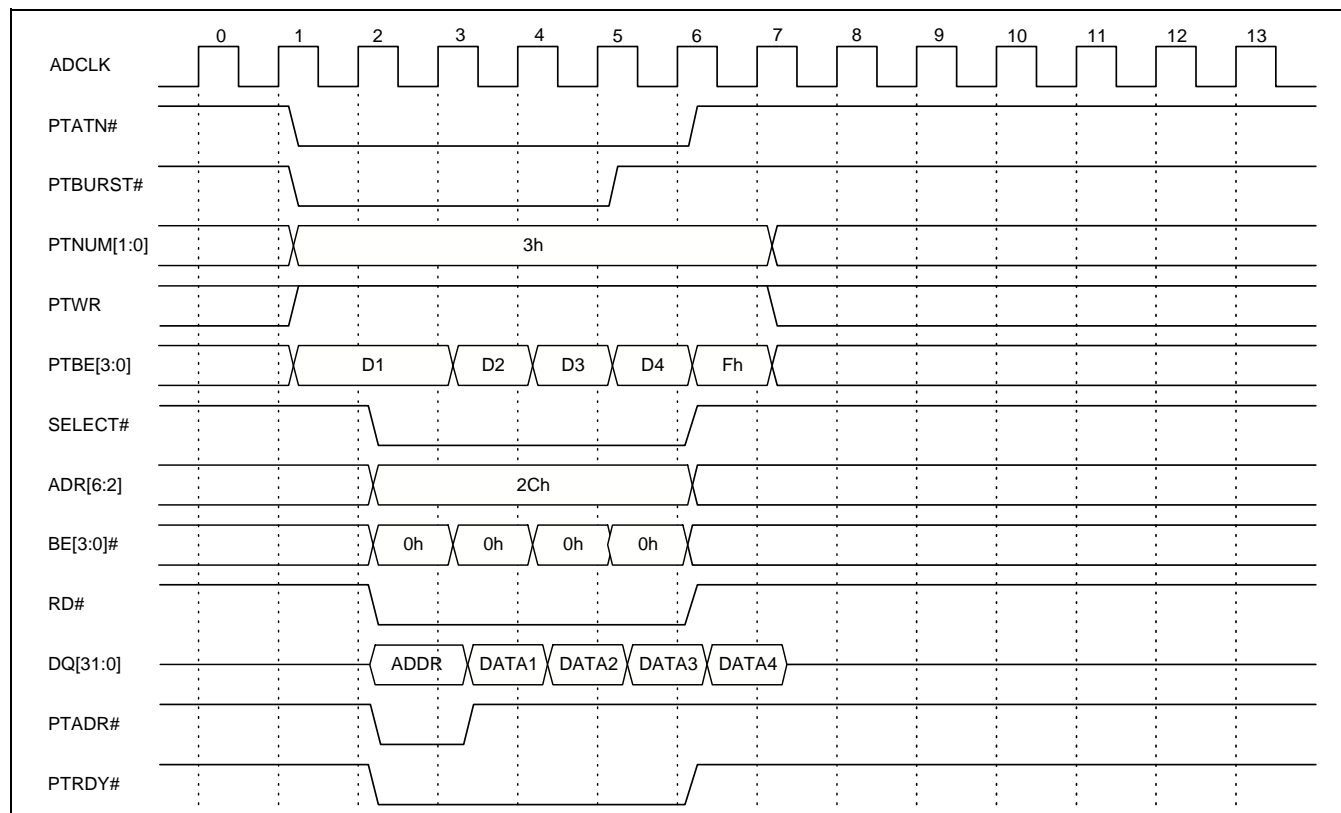 0 1 2 3 4 5 6 7 8 9 10 11 12 13
ADCLK
PTATN#
PTBURST#
PTNUM[1:0] 3h
PTWR
PTBE[3:0] D1 D2 D3 D4 Fh
SELECT#
ADR[6:2] 2Ch
BE[3:0]# 0h 0h 0h 0h
RD#
DQ[31:0] ADDR DATA1 DATA2 DATA3 DATA4
PTADR#
PTRDY#